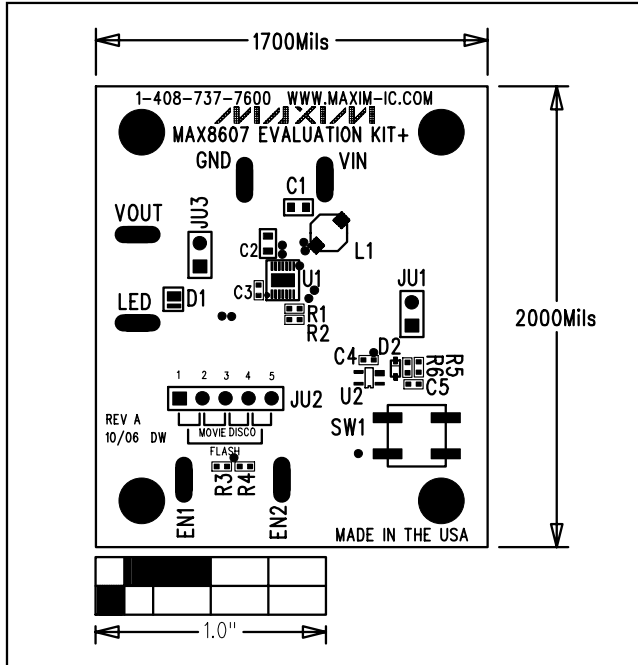 1700Mils
1-408-737-7600 WWW.MAXIM-IC.COM
MAXIM
MAX8607 EVALUATION KIT+
GND
VIN
C1
VOUT
JU3
C2
L1
U1
JU1
C3
LED
D1
R1
R2
2000Mils
D2
C4
R6
R5
C5
U2
1 2 3 4 5
JU2
SW1
REV A
10/06 DW
MOVIE DISCO
FLASH
R3
R4
EN1
EN2
MADE IN THE USA
1.0"